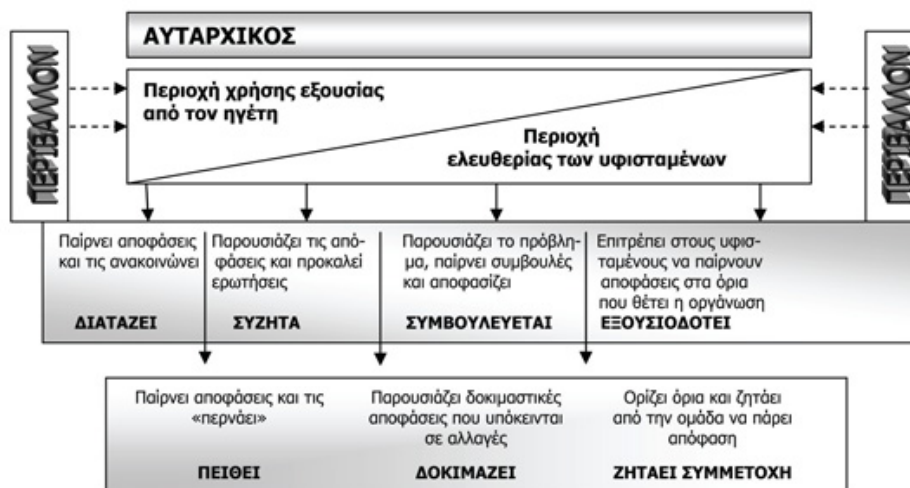 ΑΥΤΑΡΧΙΚΟΣ
ΠΕΡΙΒΑΛΛΟΝ
ΠΕΡΙΒΑΛΛΟΝ
Περιοχή χρήσης εξουσίας
από τον ηγέτη
Περιοχή
ελευθερίας των υφισταμένων
Παίρνει αποφάσεις
και τις ανακοινώνει
ΔΙΑΤΑΖΕΙ
Παρουσιάζει τις από-
φάσεις και προκαλεί
ερωτήσεις
ΣΥΖΗΤΑ
Παρουσιάζει το πρόβλη-
μα, παίρνει συμβουλές
και αποφασίζει
ΣΥΜΒΟΥΛΕΥΕΤΑΙ
Επιτρέπει στους υφισ-
ταμένους να παίρνουν
αποφάσεις στα όρια
που θέτει η οργάνωση
ΕΞΟΥΣΙΟΔΟΤΕΙ
Παίρνει αποφάσεις και τις
«περνάει»
ΠΕΙΘΕΙ
Παρουσιάζει δοκιμαστικές
αποφάσεις που υπόκεινται
σε αλλαγές
ΔΟΚΙΜΑΖΕΙ
Ορίζει όρια και ζητάει
από την ομάδα να πάρει
απόφαση
ΖΗΤΑΕΙ ΣΥΜΜΕΤΟΧΗ